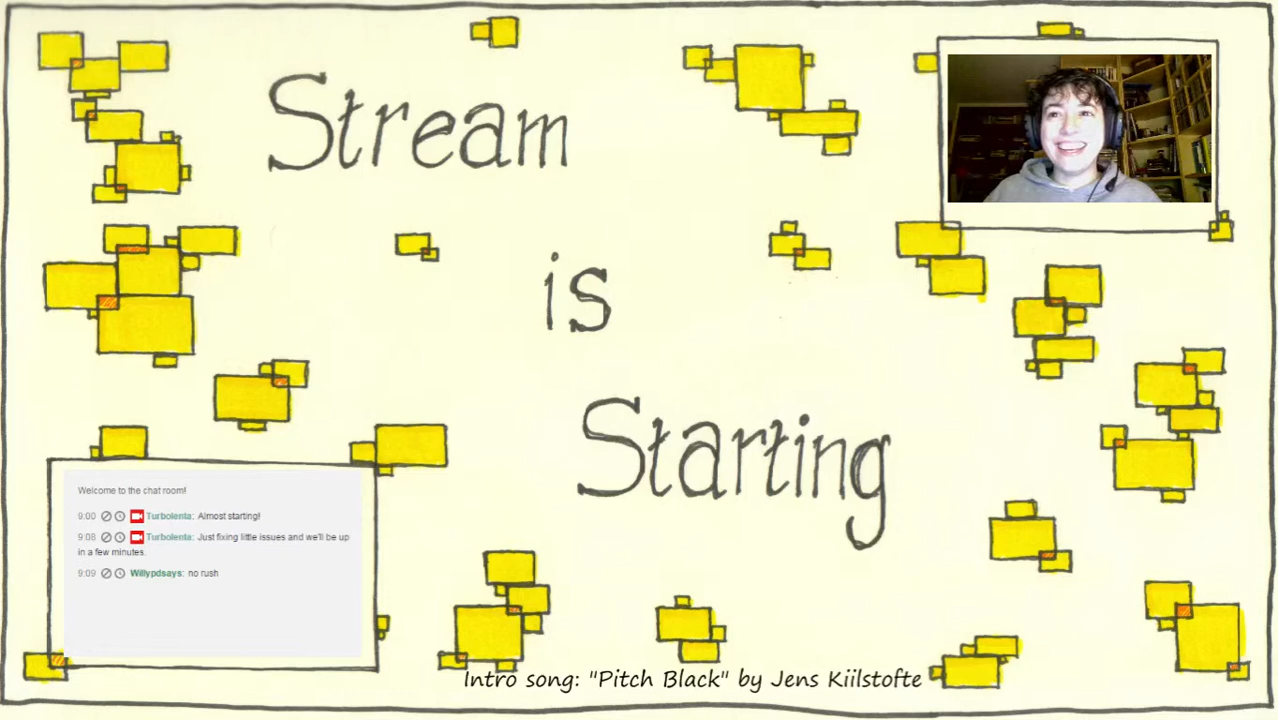 Stream
is
Starting
Welcome to the chat room!
9:00 Turbolenta: Almost starting!
9:08 Turbolenta: Just fixing little issues and we'll be up
in a few minutes.
9:09 Willypdsays: no rush
Intro song: "Pitch Black" by Jens Kiilstofte